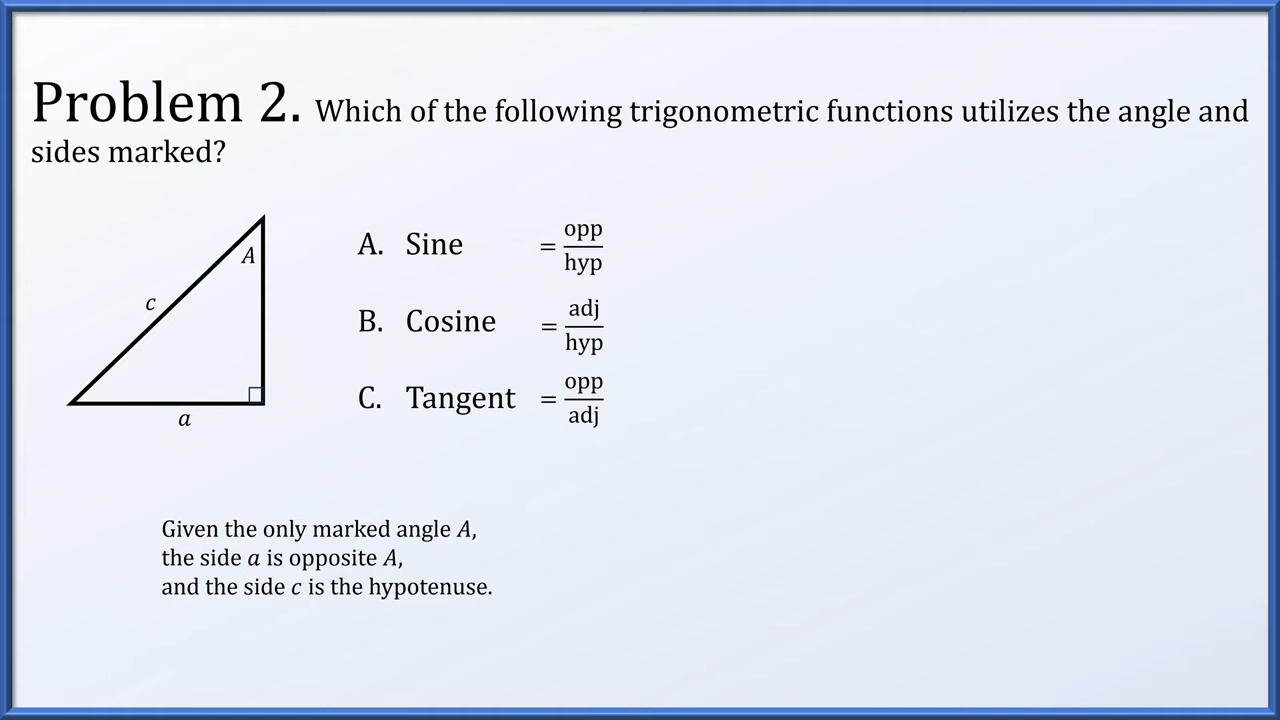 Problem 2. Which of the following trigonometric functions utilizes the angle and
sides marked?
A
c
a
A. Sine = opp/hyp
B. Cosine = adj/hyp
C. Tangent = opp/adj
Given the only marked angle A,
the side a is opposite A,
and the side c is the hypotenuse.